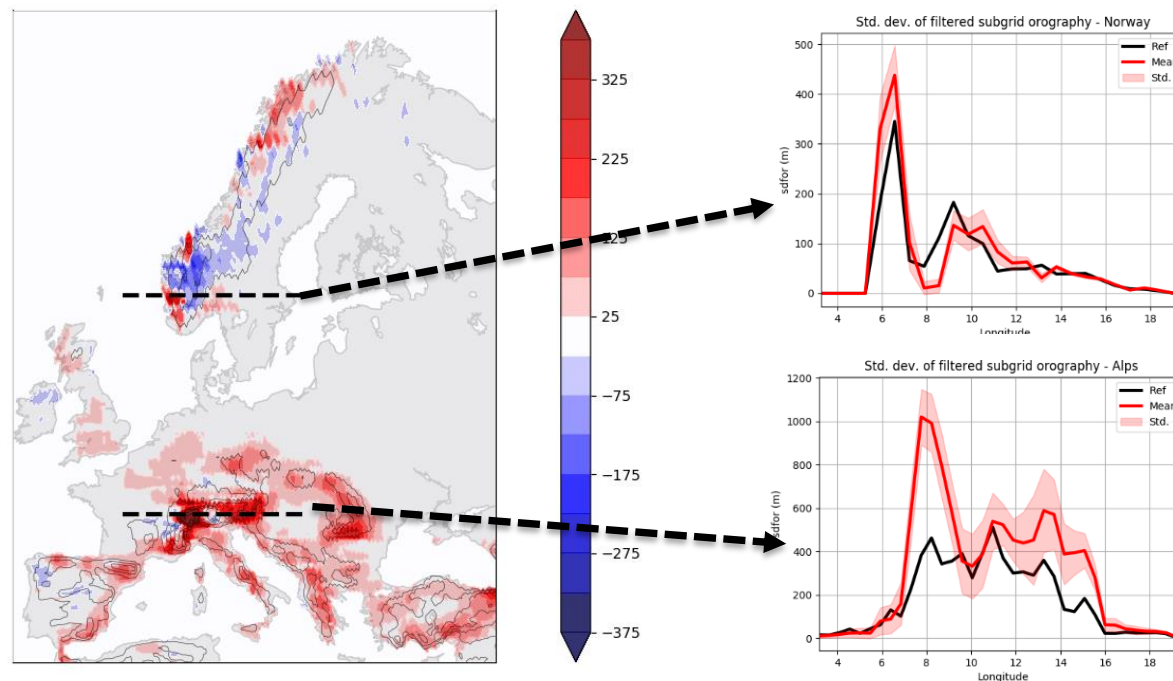 325
225
125
25
−75
−175
−275
−375
Std. dev. of filtered subgrid orography - Norway
500
400
300
200
100
0
sdfor (m)
Ref
Mean
Std.
4 6 8 10 12 14 16 18
Longitude
Std. dev. of filtered subgrid orography - Alps
1200
1000
800
600
400
200
0
sdfor (m)
Ref
Mean
Std.
4 6 8 10 12 14 16 18
Longitude